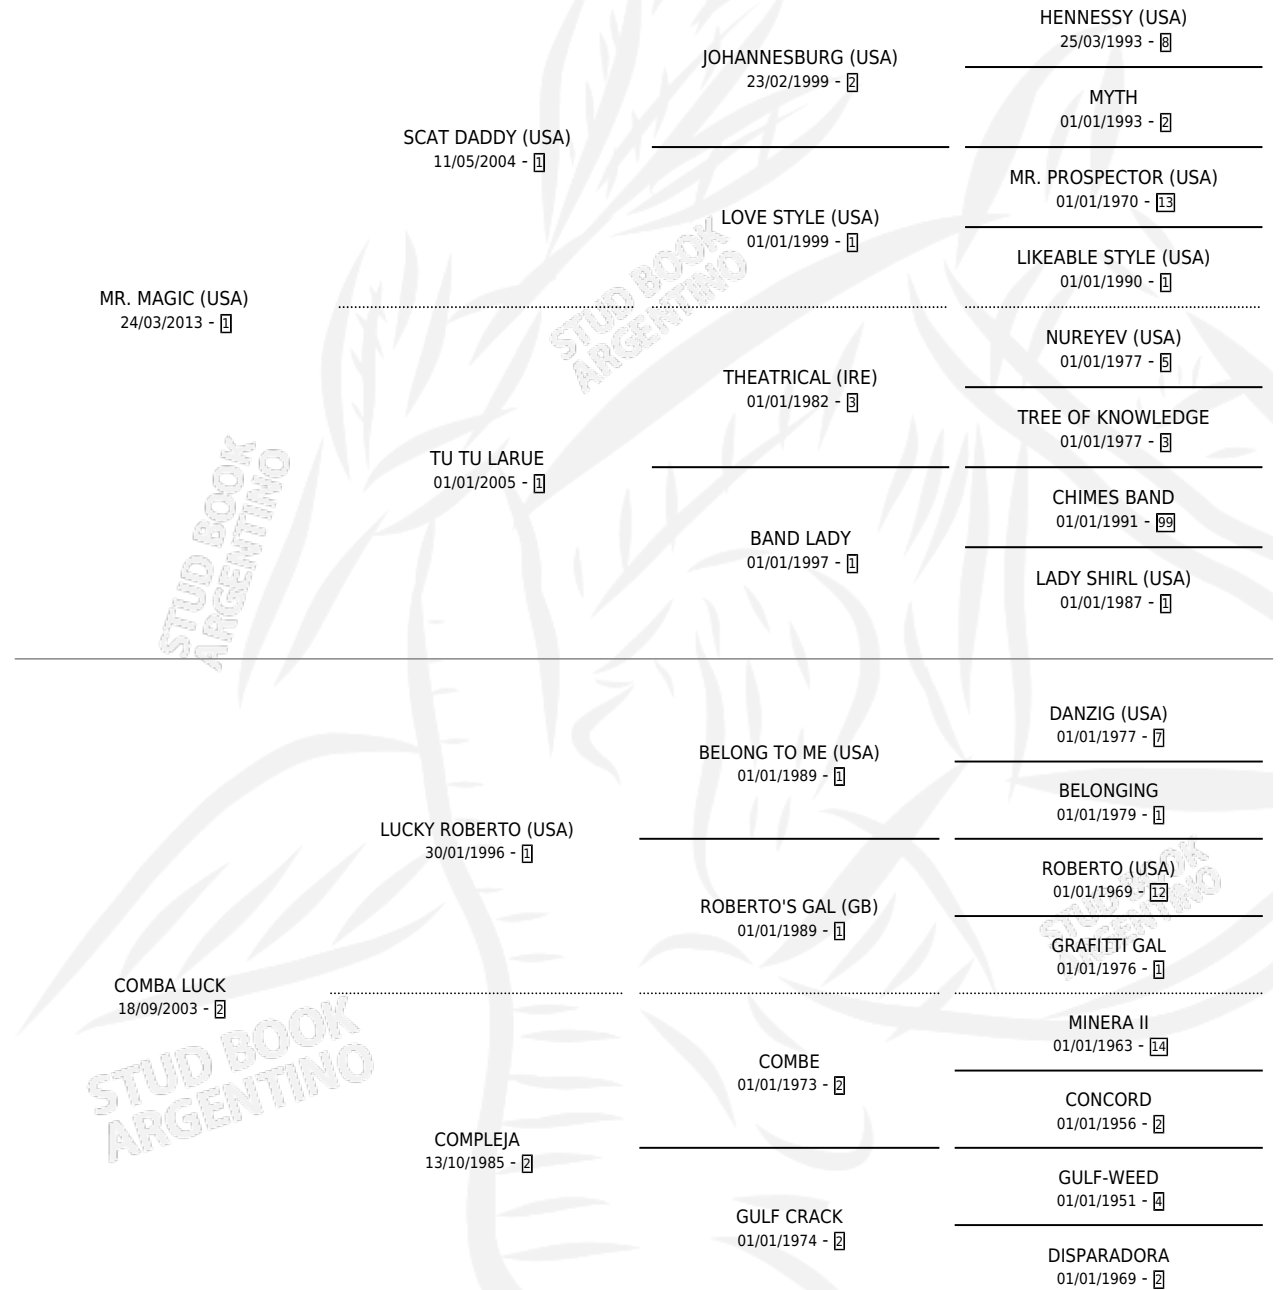 HENNESSY (USA)
25/03/1993 - 8
JOHANNESBURG (USA)
23/02/1999 - 2
MYTH
01/01/1993 - 2
SCAT DADDY (USA)
11/05/2004 - 1
MR. PROSPECTOR (USA)
01/01/1970 - 13
LOVE STYLE (USA)
01/01/1999 - 1
LIKEABLE STYLE (USA)
01/01/1990 - 1
MR. MAGIC (USA)
24/03/2013 - 1
STUD BOOK
ARGENTINO
NUREYEV (USA)
01/01/1977 - 5
THEATRICAL (IRE)
01/01/1982 - 3
TREE OF KNOWLEDGE
01/01/1977 - 3
TU TU LARUE
01/01/2005 - 1
CHIMES BAND
01/01/1991 - 99
BAND LADY
01/01/1997 - 1
LADY SHIRL (USA)
01/01/1987 - 1
STUD BOOK
ARGENTINO
DANZIG (USA)
01/01/1977 - 7
BELONG TO ME (USA)
01/01/1989 - 1
BELONGING
01/01/1979 - 1
LUCKY ROBERTO (USA)
30/01/1996 - 1
ROBERTO (USA)
01/01/1969 - 12
ROBERTO'S GAL (GB)
01/01/1989 - 1
STUD BOOK
ARGENTINO
GRAFITTI GAL
01/01/1976 - 1
COMBA LUCK
18/09/2003 - 2
STUD BOOK
ARGENTINO
MINERA II
01/01/1963 - 14
COMBE
01/01/1973 - 2
CONCORD
01/01/1956 - 2
COMPLEJA
13/10/1985 - 2
GULF-WEED
01/01/1951 - 4
GULF CRACK
01/01/1974 - 2
DISPARADORA
01/01/1969 - 2